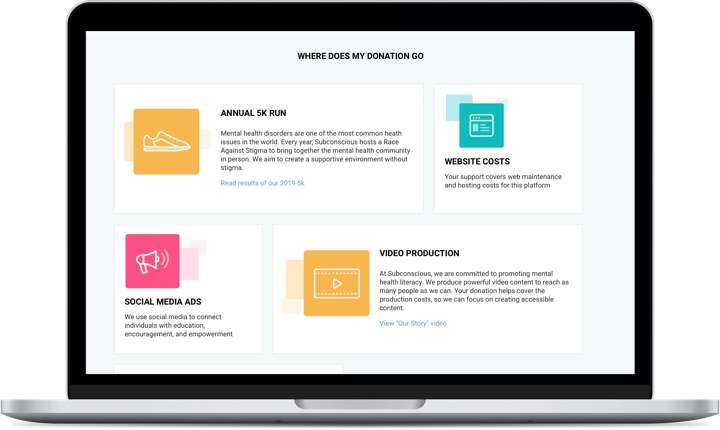 WHERE DOES MY DONATION GO
ANNUAL 5K RUN
Mental health disorders are one of the most common heath
issues in the world. Every year, Subconscious hosts a Race
Against Stigma to bring together the mental health community
in person. We aim to create a supportive environment without
stigma.
Read results of our 2019 5k
WEBSITE COSTS
Your support covers web maintenance
and hosting costs for this platform
SOCIAL MEDIA ADS
We use social media to connect
individuals with education,
encouragement, and empowerment
VIDEO PRODUCTION
At Subconscious, we are committed to promoting mental
health literacy. We produce powerful video content to reach as
many people as we can. Your donation helps cover the
production costs, so we can focus on creating accessible
content.
View "Our Story" video